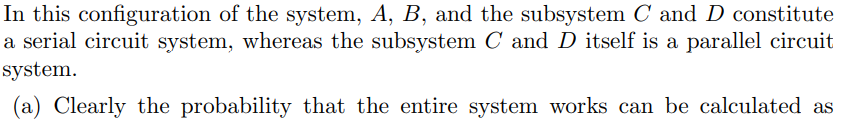 In this configuration of the system, A, B, and the subsystem C and D constitute
a serial circuit system, whereas the subsystem C and D itself is a parallel circuit
system.
(a) Clearly the probability that the entire system works can be calculated as